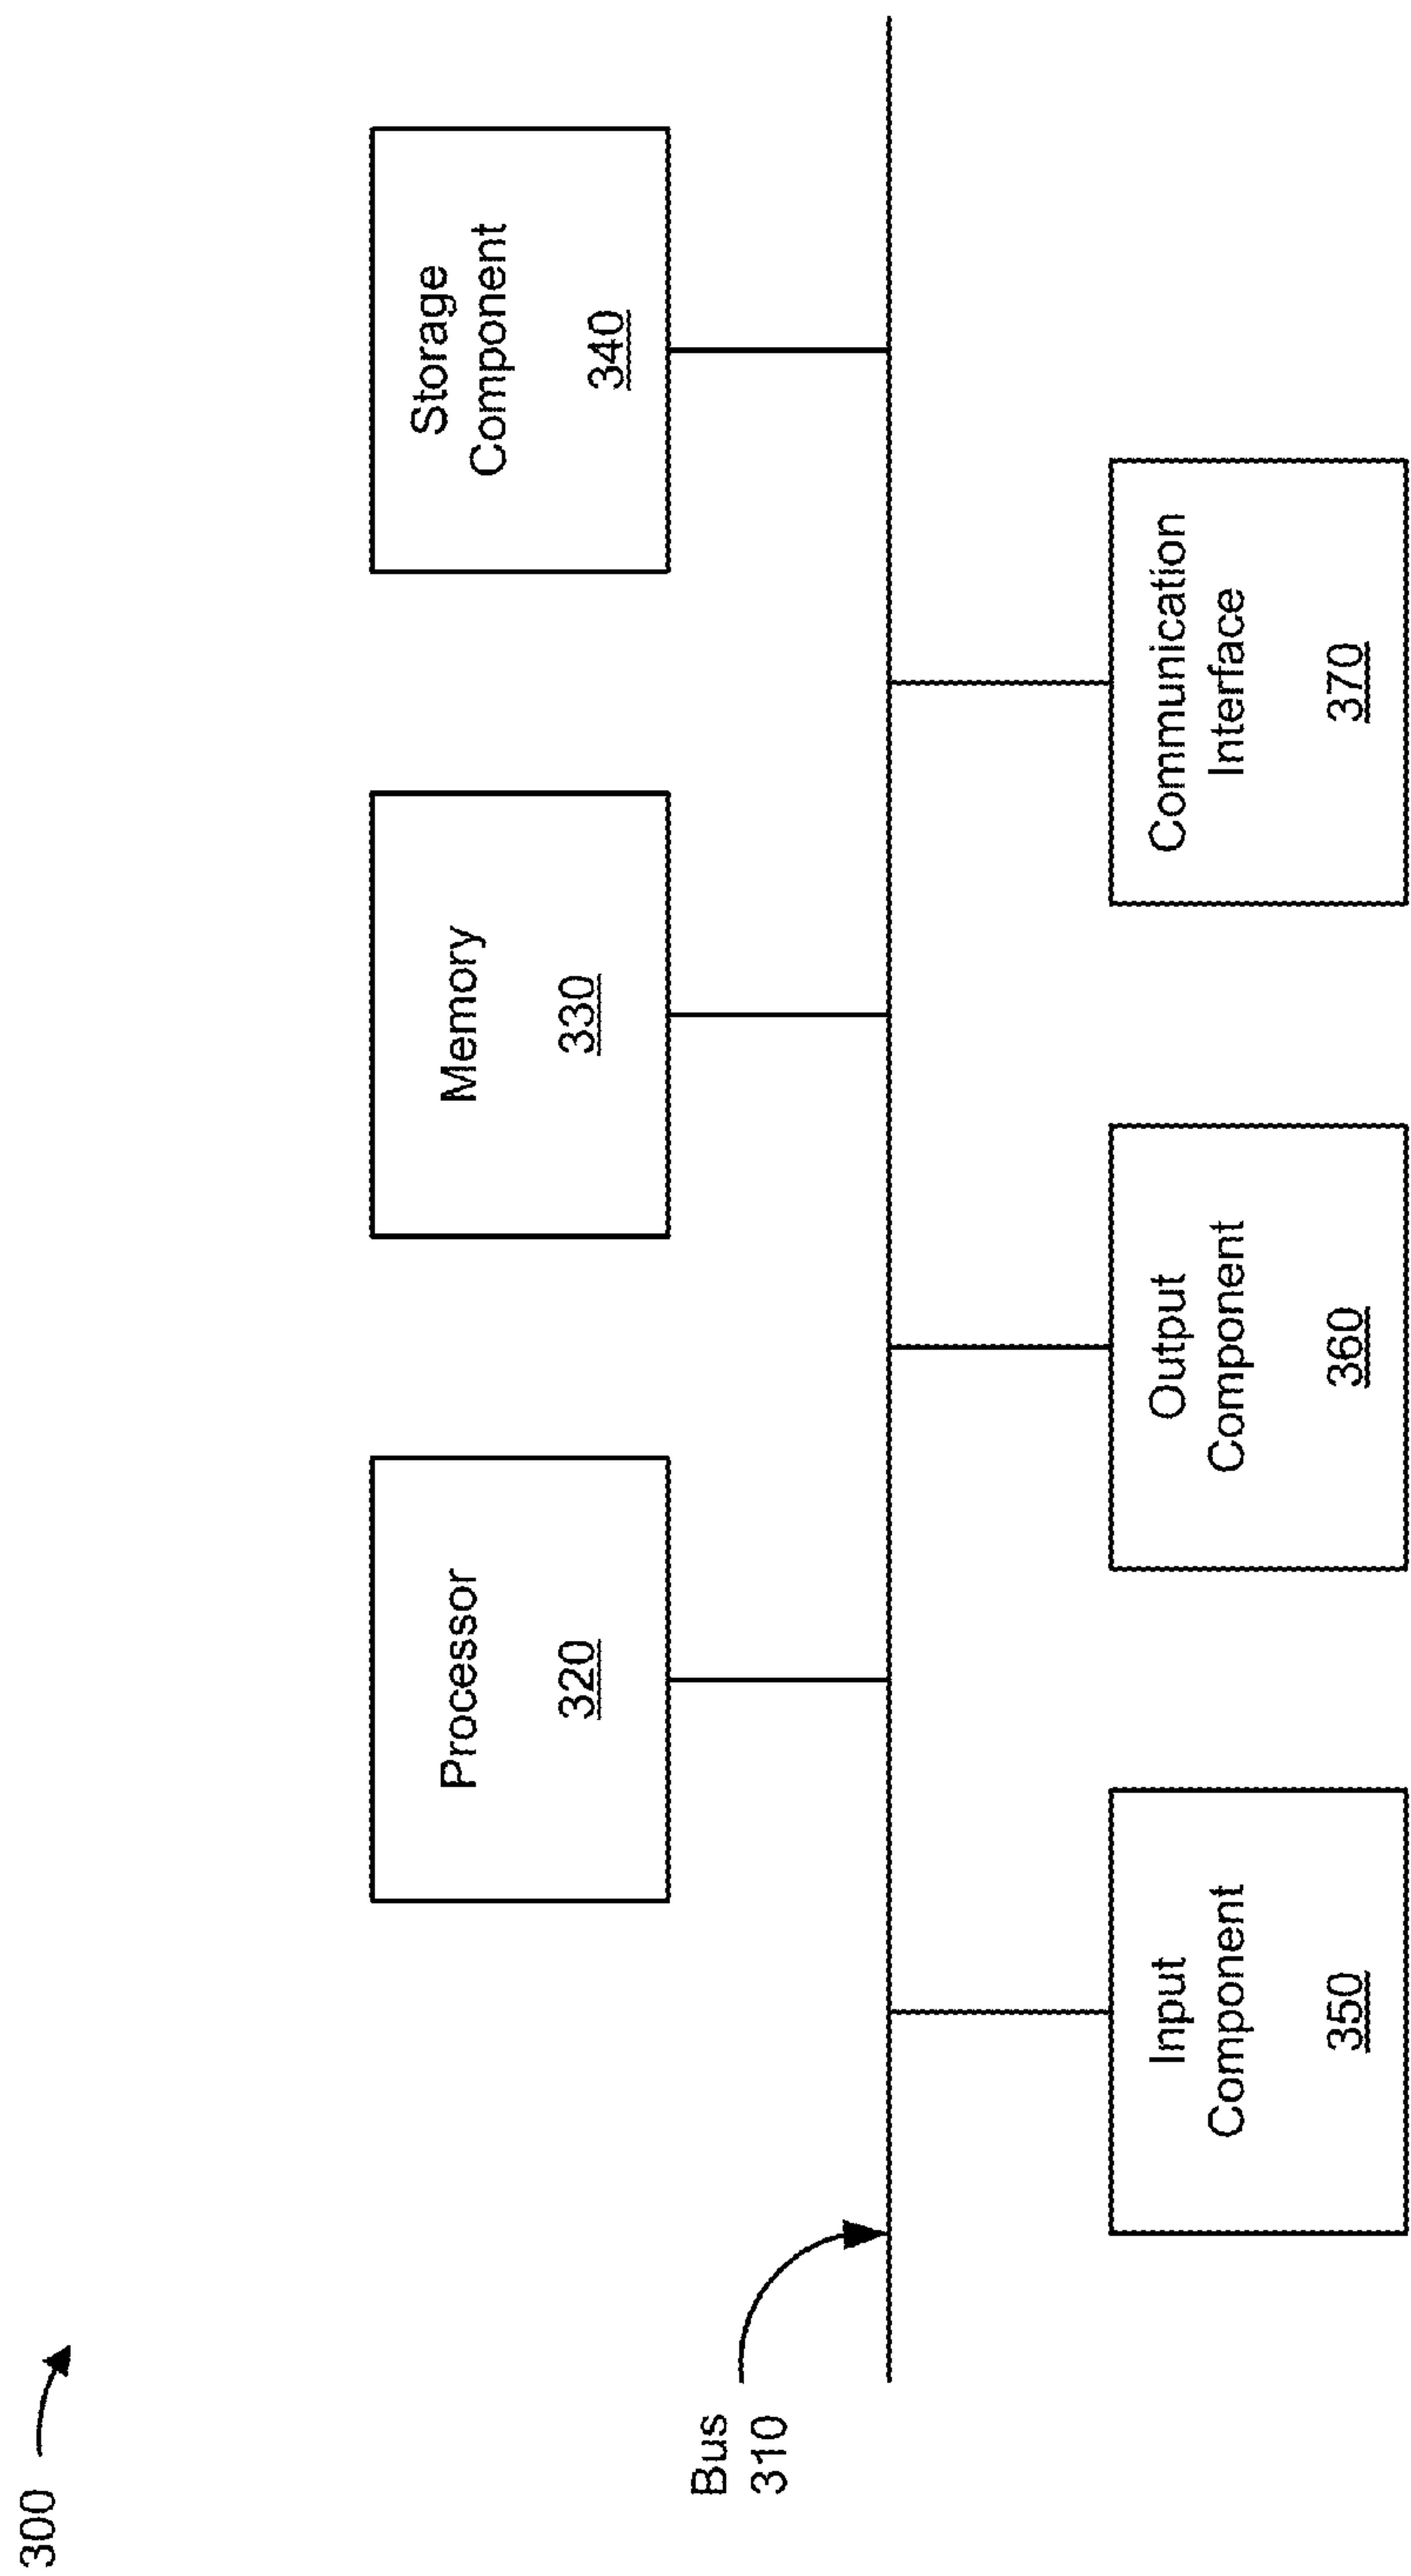 300
Bus
310
Processor
320
Memory
330
Storage
Component
340
Input
Component
350
Output
Component
360
Communication
Interface
370